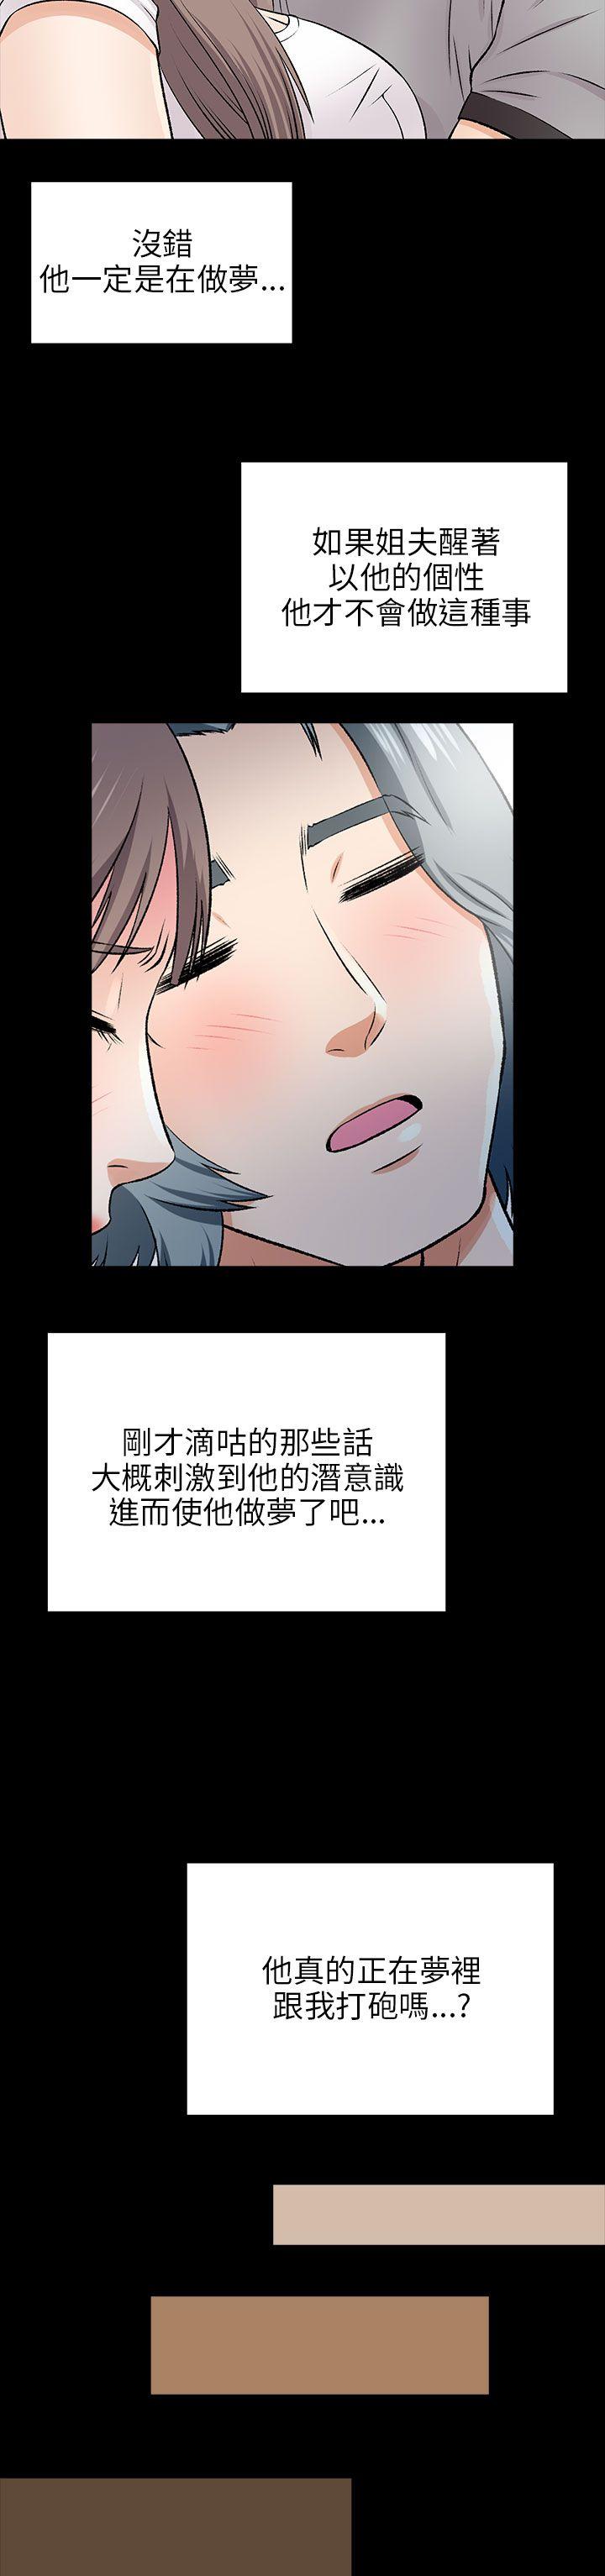 沒錯
他一定是在做夢...
如果姐夫醒著
以他的個性
他才不會做這種事
剛才滴咕的那些話
大概刺激到他的潛意識
進而使他做夢了吧...
他真的正在夢裡
跟我打砲嗎...?